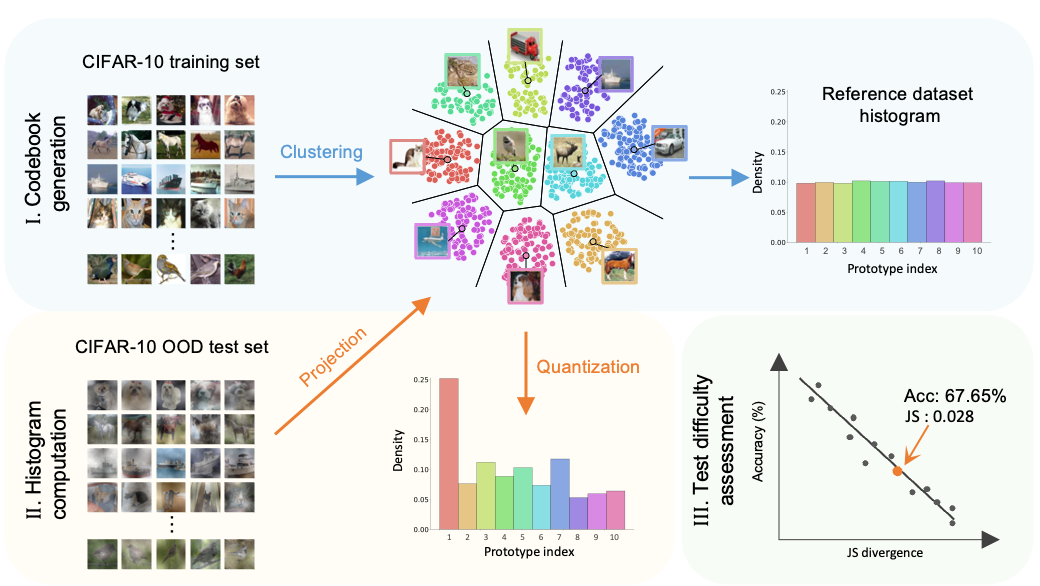 I. Codebook
generation
CIFAR-10 training set
Clustering
Reference dataset
histogram
Density
0.25
0.20
0.15
0.10
0.05
0.00
1 2 3 4 5 6 7 8 9 10
Prototype index
II. Histogram
computation
CIFAR-10 OOD test set
Projection
Quantization
Density
0.25
0.20
0.15
0.10
0.05
0.00
1 2 3 4 5 6 7 8 9 10
Prototype index
III. Test difficulty
assessment
Accuracy (%)
Acc: 67.65%
JS : 0.028
JS divergence